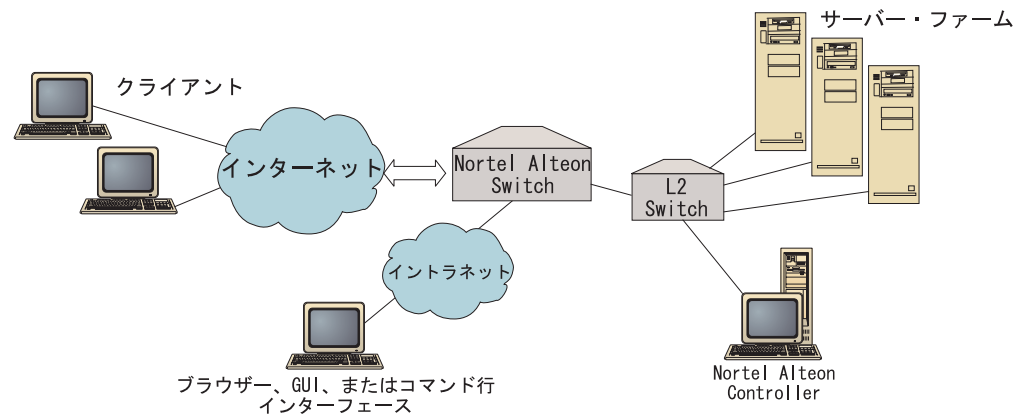 サーバー・ファーム
クライアント
インターネット
Nortel Alteon
Switch
L2
Switch
イントラネット
ブラウザー、GUI、またはコマンド行
インターフェース
Nortel Alteon
Controller